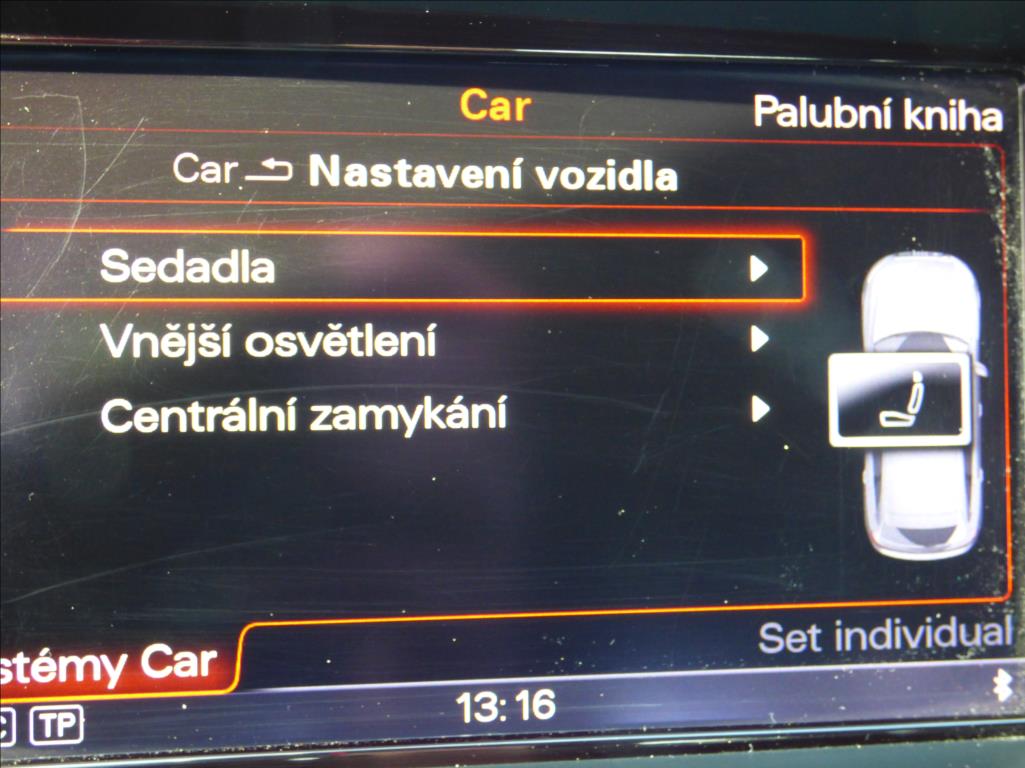 Car
Palubní kniha
Car Nastavení vozidla
Sedadla
Vnější osvětlení
Centrální zamykání
Set individual
stémy Car
13:16
TP